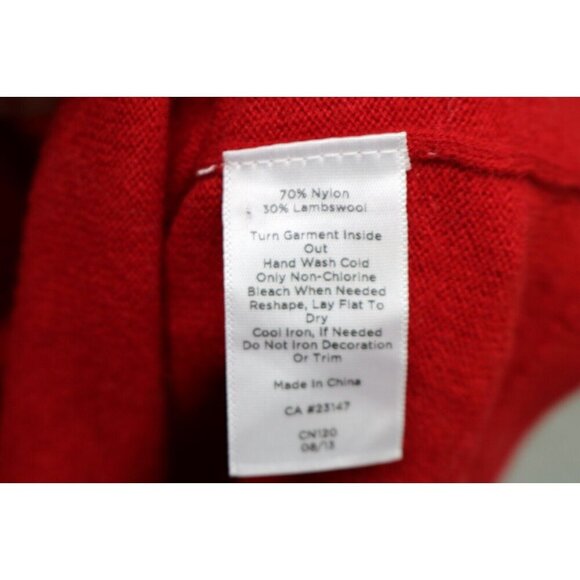 70% Nylon
30% Lambswool
Turn Garment Inside
Out
Hand Wash Cold
Only Non-Chlorine
Bleach When Needed
Reshape, Lay Flat To
Dry
Cool Iron, If Needed
Do Not Iron Decoration
Or Trim
Made In China
CA #23147
CN120
08/13